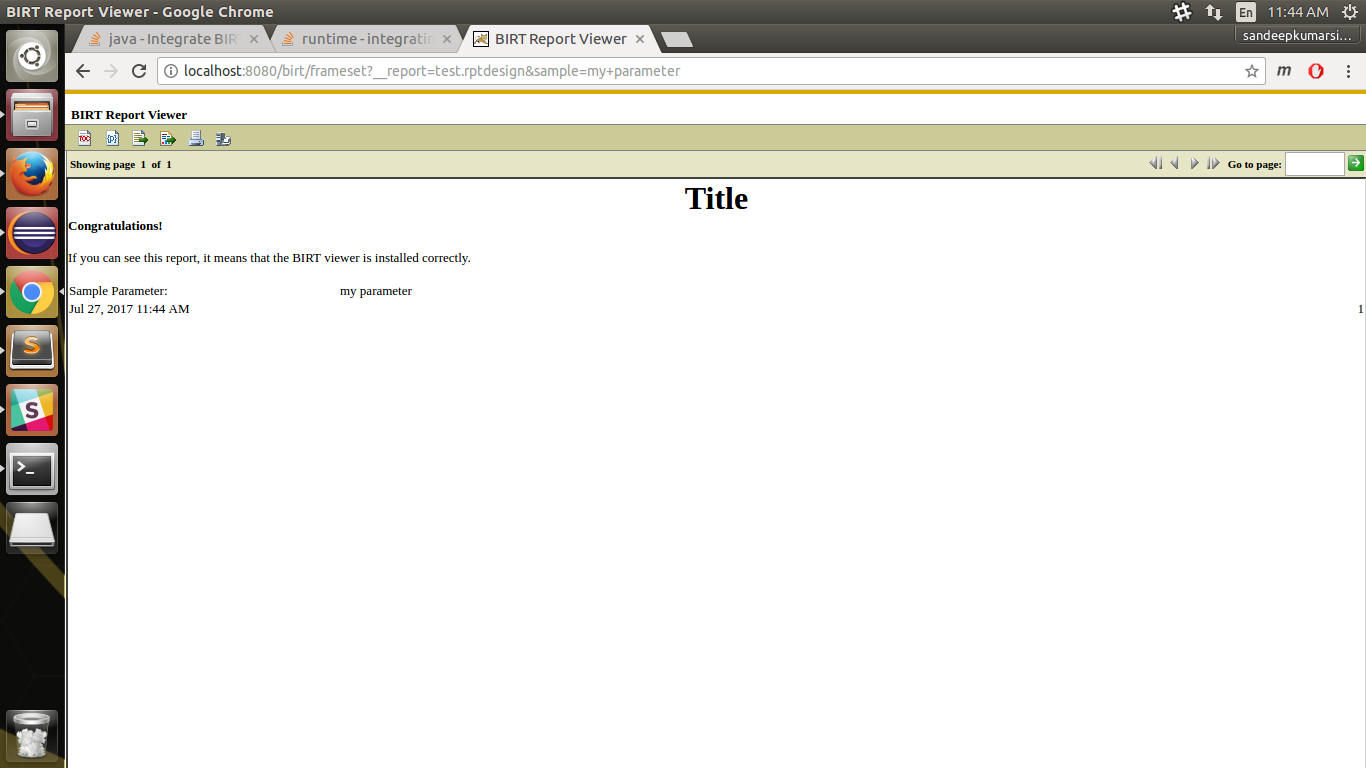 BIRT Report Viewer - Google Chrome
En
11:44 AM
java - Integrate BIR
runtime - integratin
BIRT Report Viewer
sandeepkumarsi...
localhost:8080/birt/frameset?__report=test.rptdesign&sample=my+parameter
m
BIRT Report Viewer
TOC
Showing page 1 of 1
Go to page:
Title
Congratulations!
If you can see this report, it means that the BIRT viewer is installed correctly.
Sample Parameter: my parameter
Jul 27, 2017 11:44 AM 1
S
S
>_